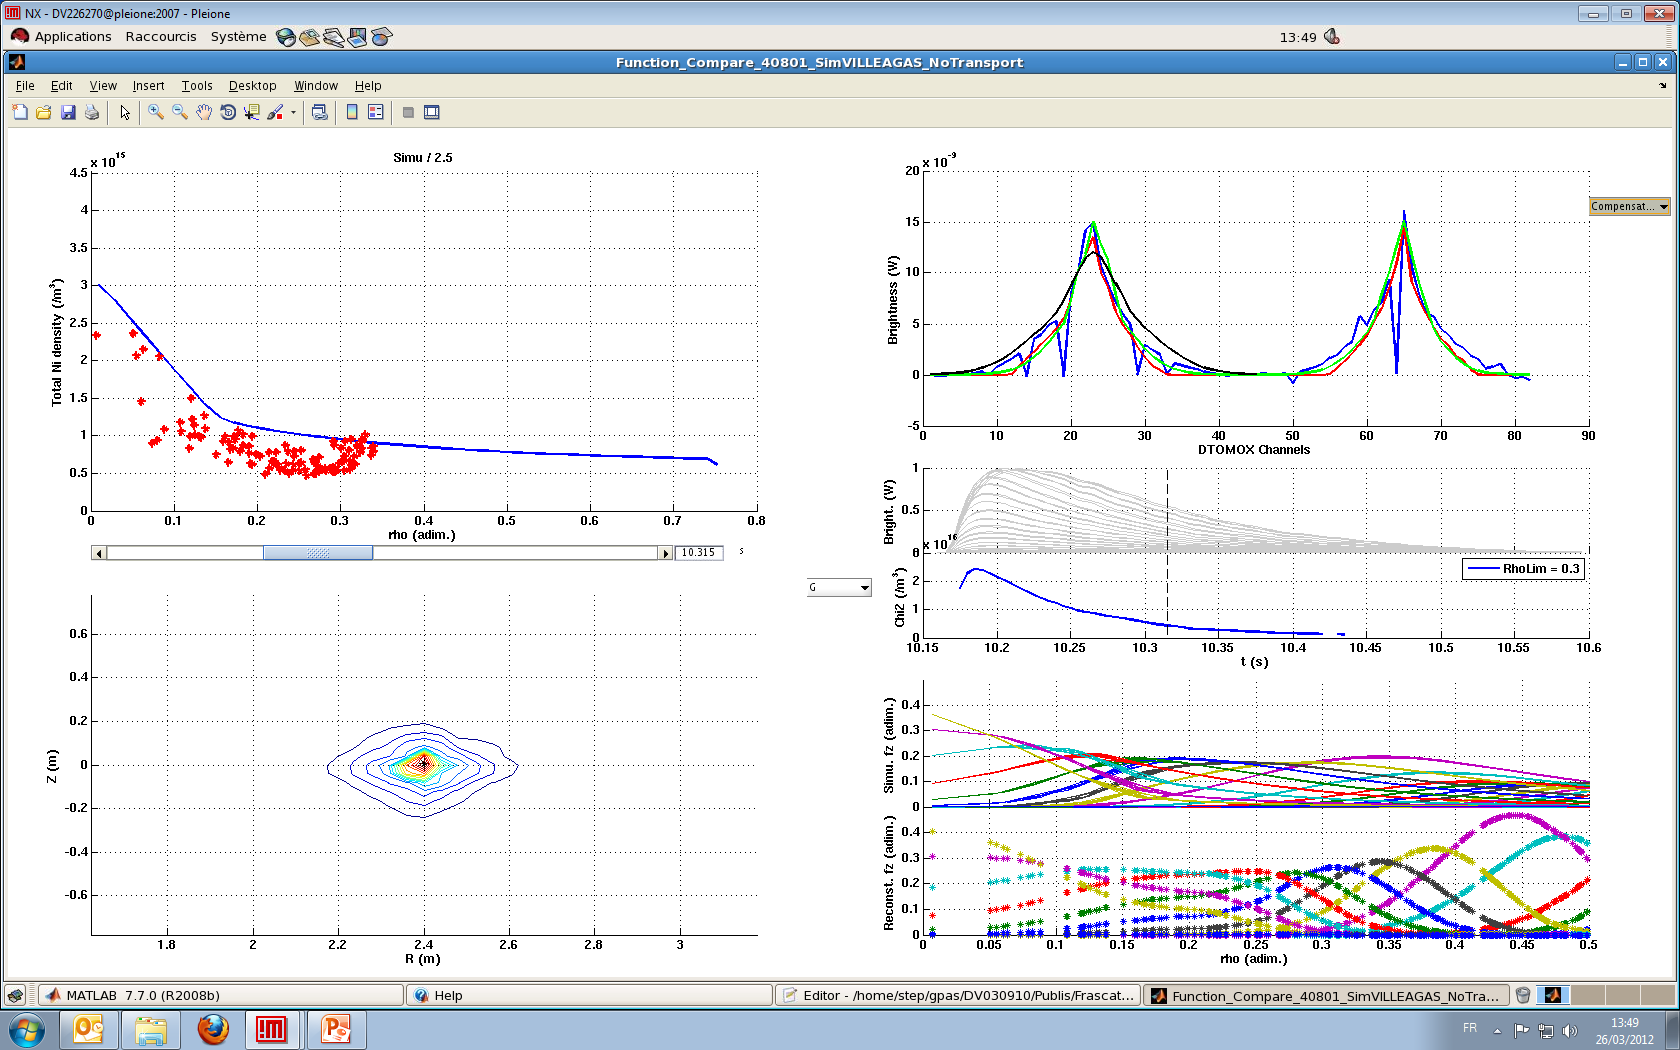 NX - DV226270@pleione:2007 - Pleione
Applications Raccourcis Système
13:49
Function_Compare_40801_SimVILLEAGAS_NoTransport
File Edit View Insert Tools Desktop Window Help
x 10^15
Simu / 2.5
4.5
4
3.5
3
2.5
2
1.5
1
0.5
0
Total Ni density (/m^3)
0 0.1 0.2 0.3 0.4 0.5 0.6 0.7 0.8
rho (adim.)
10.315 s
G
0.6
0.4
0.2
0
-0.2
-0.4
-0.6
Z (m)
1.8 2 2.2 2.4 2.6 2.8 3
R (m)
x 10^-9
20
15
10
5
0
-5
Brightness (W)
Compensat...
0 10 20 30 40 50 60 70 80 90
DTOMOX Channels
1
0.5
0
Bright. (W)
x 10^16
RhoLim = 0.3
2
1
0
Chi2 (/m^3)
10.15 10.2 10.25 10.3 10.35 10.4 10.45 10.5 10.55 10.6
t (s)
0.4
0.3
0.2
0.1
0
Simu. fz (adim.)
0.4
0.3
0.2
0.1
0
Reconst. fz (adim.)
0 0.05 0.1 0.15 0.2 0.25 0.3 0.35 0.4 0.45 0.5
rho (adim.)
MATLAB 7.7.0 (R2008b)
Help
Editor - /home/step/gpas/DV030910/Publis/Frascat...
Function_Compare_40801_SimVILLEAGAS_NoTra...
FR
13:49
26/03/2012